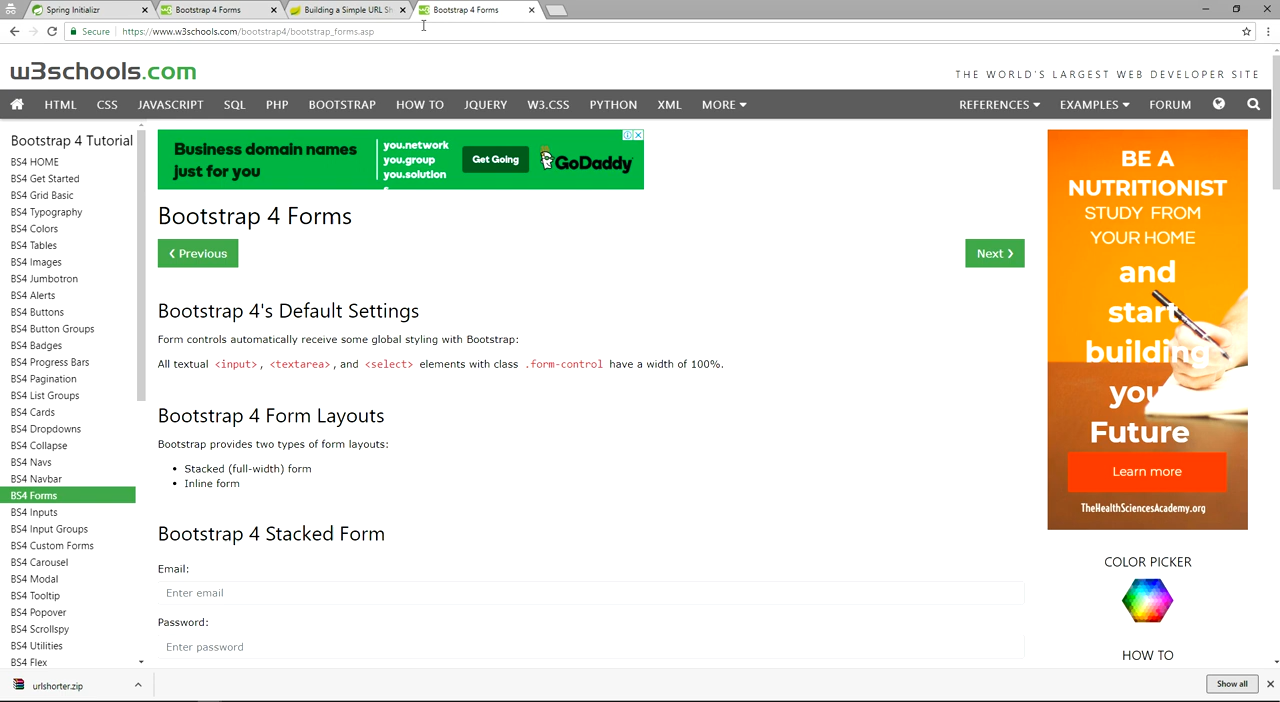 Spring Initializr
Bootstrap 4 Forms
Building a Simple URL Sh
Bootstrap 4 Forms
Secure
https://www.w3schools.com/bootstrap4/bootstrap_forms.asp
w3schools.com
THE WORLD'S LARGEST WEB DEVELOPER SITE
HTML CSS JAVASCRIPT SQL PHP BOOTSTRAP HOW TO JQUERY W3.CSS PYTHON XML MORE REFERENCES EXAMPLES FORUM
Bootstrap 4 Tutorial
BS4 HOME
BS4 Get Started
BS4 Grid Basic
BS4 Typography
BS4 Colors
BS4 Tables
BS4 Images
BS4 Jumbotron
BS4 Alerts
BS4 Buttons
BS4 Button Groups
BS4 Badges
BS4 Progress Bars
BS4 Pagination
BS4 List Groups
BS4 Cards
BS4 Dropdowns
BS4 Collapse
BS4 Navs
BS4 Navbar
BS4 Forms
BS4 Inputs
BS4 Input Groups
BS4 Custom Forms
BS4 Carousel
BS4 Modal
BS4 Tooltip
BS4 Popover
BS4 Scrollspy
BS4 Utilities
BS4 Flex
Business domain names
just for you
you.network
you.group
you.solution
Get Going
GoDaddy
Bootstrap 4 Forms
❮ Previous
Next ❯
Bootstrap 4's Default Settings
Form controls automatically receive some global styling with Bootstrap:
All textual <input>, <textarea>, and <select> elements with class .form-control have a width of 100%.
Bootstrap 4 Form Layouts
Bootstrap provides two types of form layouts:
• Stacked (full-width) form
• Inline form
Bootstrap 4 Stacked Form
Email:
Enter email
Password:
Enter password
BE A
NUTRITIONIST
STUDY FROM
YOUR HOME
and
start
building
your
Future
Learn more
TheHealthSciencesAcademy.org
COLOR PICKER
HOW TO
urlshorter.zip
Show all